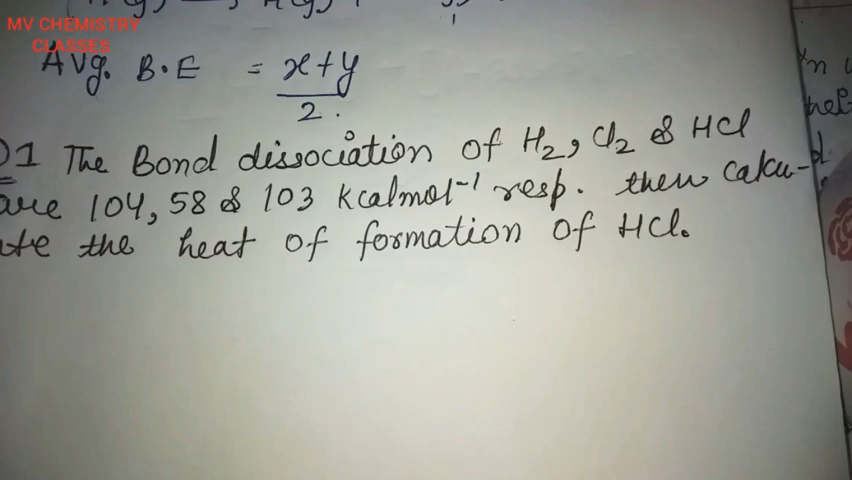 MV CHEMISTRY
CLASSES
Avg. B.E = x+y
2.
Q1 The Bond dissociation of H2, Cl2 & HCl
are 104, 58 & 103 Kcalmol-1 resp. then calcu-
ate the heat of formation of HCl.